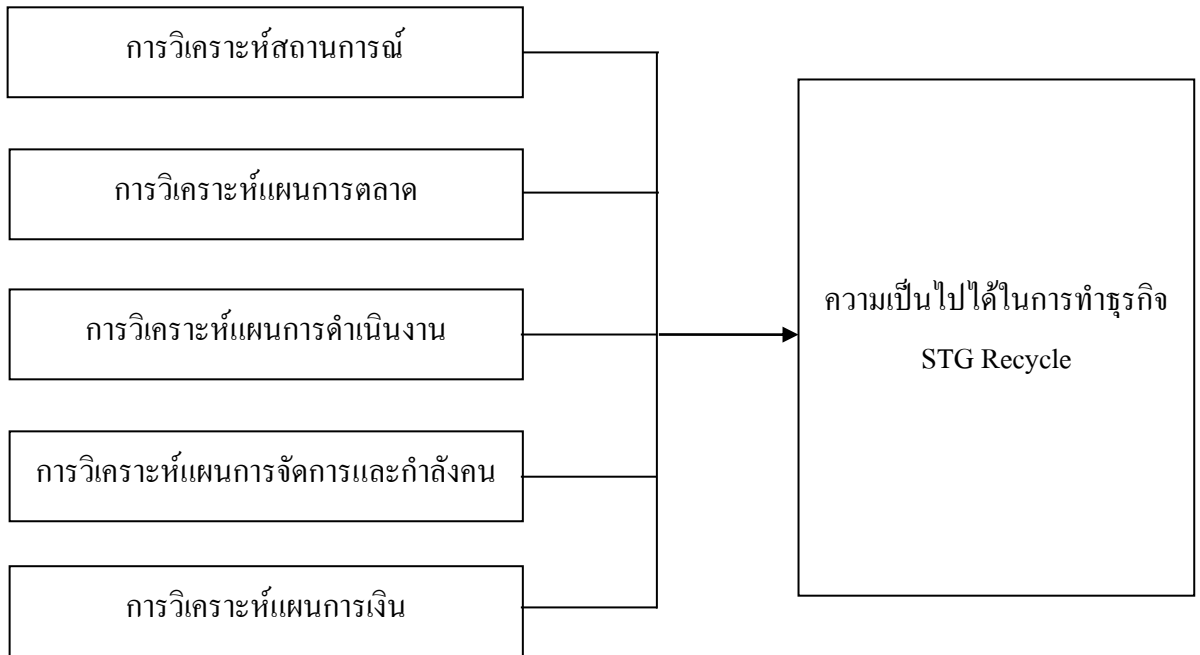 การวิเคราะห์สถานการณ์
การวิเคราะห์แผนการตลาด
การวิเคราะห์แผนการดำเนินงาน
การวิเคราะห์แผนการจัดการและกำลังคน
การวิเคราะห์แผนการเงิน
ความเป็นไปได้ในการทำธุรกิจ
STG Recycle